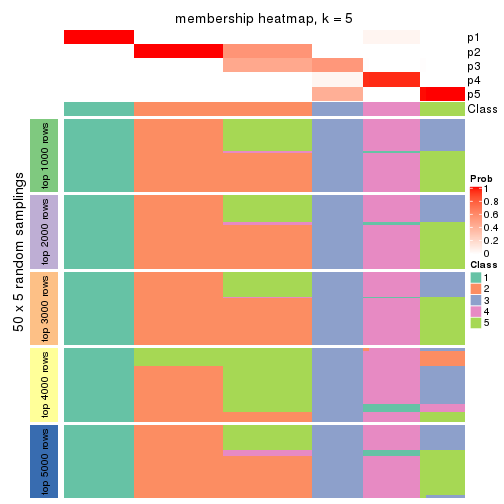 membership heatmap, k = 5
p1
p2
p3
p4
p5
Class
50 x 5 random samplings
top 1000 rows
top 2000 rows
top 3000 rows
top 4000 rows
top 5000 rows
Prob
1
0.8
0.6
0.4
0.2
0
Class
1
2
3
4
5